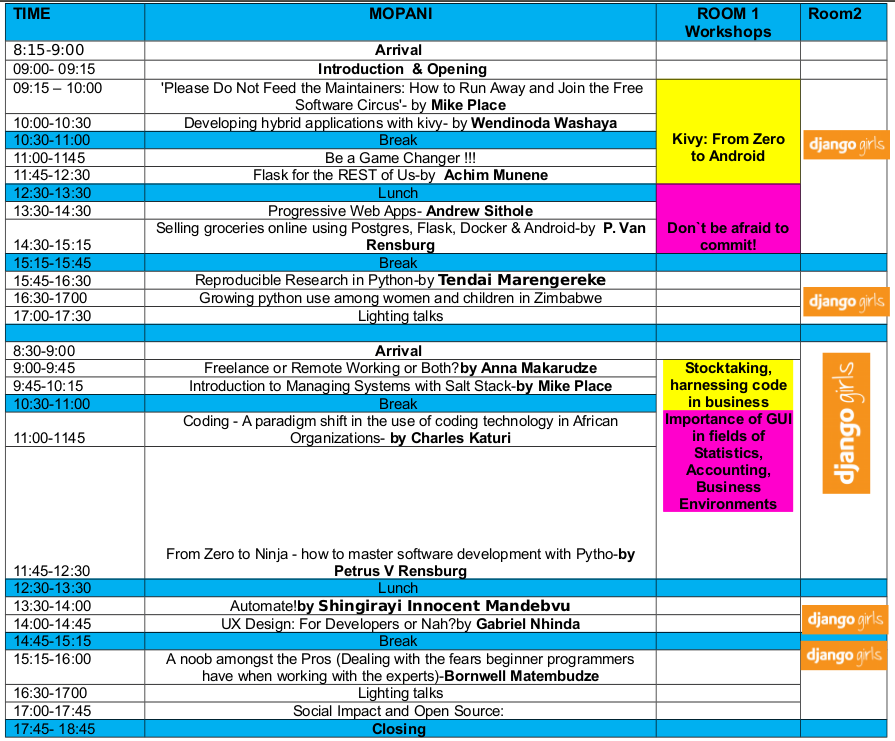 TIME MOPANI ROOM 1 Room2
Workshops
8:15-9:00 Arrival
09:00- 09:15 Introduction & Opening
09:15 – 10:00 'Please Do Not Feed the Maintainers: How to Run Away and Join the Free
Software Circus'- by Mike Place
10:00-10:30 Developing hybrid applications with kivy- by Wendinoda Washaya
10:30-11:00 Break
Kivy: From Zero
to Android
django girls
11:00-1145 Be a Game Changer !!!
11:45-12:30 Flask for the REST of Us-by Achim Munene
12:30-13:30 Lunch
13:30-14:30 Progressive Web Apps- Andrew Sithole
Selling groceries online using Postgres, Flask, Docker & Android-by P. Van
14:30-15:15 Rensburg
Don`t be afraid to
commit!
15:15-15:45 Break
15:45-16:30 Reproducible Research in Python-by Tendai Marengereke
16:30-1700 Growing python use among women and children in Zimbabwe
django girls
17:00-17:30 Lighting talks
8:30-9:00 Arrival
9:00-9:45 Freelance or Remote Working or Both?by Anna Makarudze
9:45-10:15 Introduction to Managing Systems with Salt Stack-by Mike Place
10:30-11:00 Break
Stocktaking,
harnessing code
in business
django girls
Coding - A paradigm shift in the use of coding technology in African
11:00-1145 Organizations- by Charles Katuri
Importance of GUI
in fields of
Statistics,
Accounting,
Business
Environments
From Zero to Ninja - how to master software development with Pytho-by
11:45-12:30 Petrus V Rensburg
12:30-13:30 Lunch
13:30-14:00 Automate!by Shingirayi Innocent Mandebvu
14:00-14:45 UX Design: For Developers or Nah?by Gabriel Nhinda
django girls
14:45-15:15 Break
15:15-16:00 A noob amongst the Pros (Dealing with the fears beginner programmers
have when working with the experts)-Bornwell Matembudze
django girls
16:30-1700 Lighting talks
17:00-17:45 Social Impact and Open Source:
17:45- 18:45 Closing